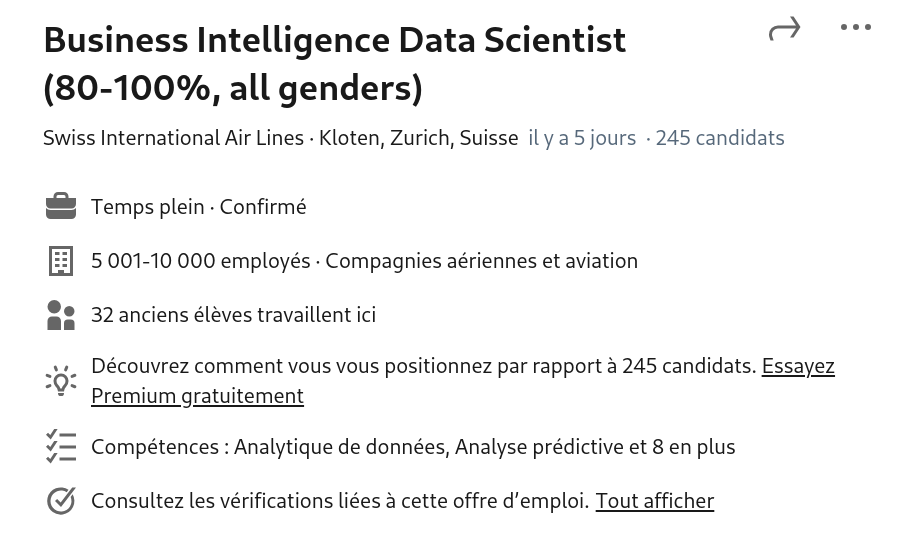 Business Intelligence Data Scientist
(80-100%, all genders)
Swiss International Air Lines · Kloten, Zurich, Suisse il y a 5 jours · 245 candidats
Temps plein · Confirmé
5 001-10 000 employés · Compagnies aériennes et aviation
32 anciens élèves travaillent ici
Découvrez comment vous vous positionnez par rapport à 245 candidats. Essayez
Premium gratuitement
Compétences : Analytique de données, Analyse prédictive et 8 en plus
Consultez les vérifications liées à cette offre d’emploi. Tout afficher